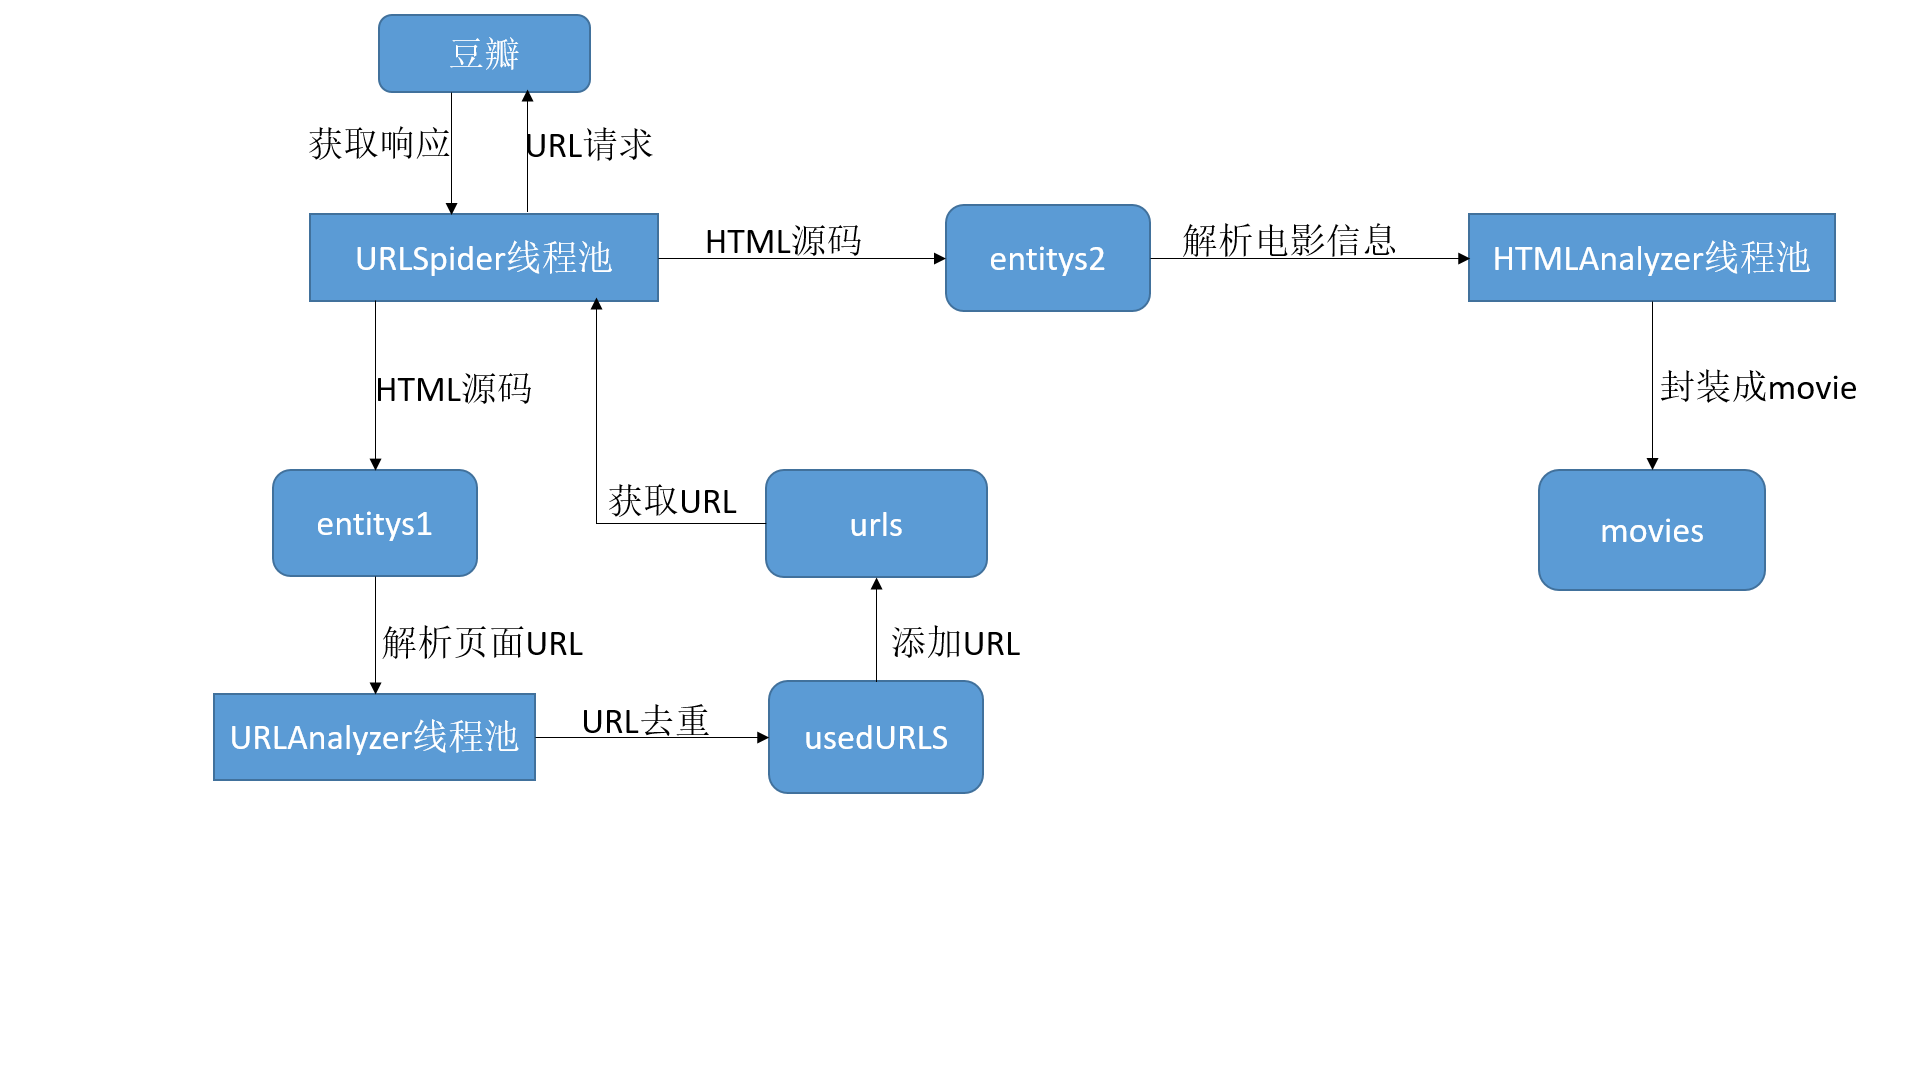 豆瓣
获取响应
URL请求
URLSpider线程池
HTML源码
entitys2
解析电影信息
HTMLAnalyzer线程池
HTML源码
封装成movie
entitys1
获取URL
urls
movies
解析页面URL
添加URL
URLAnalyzer线程池
URL去重
usedURLS